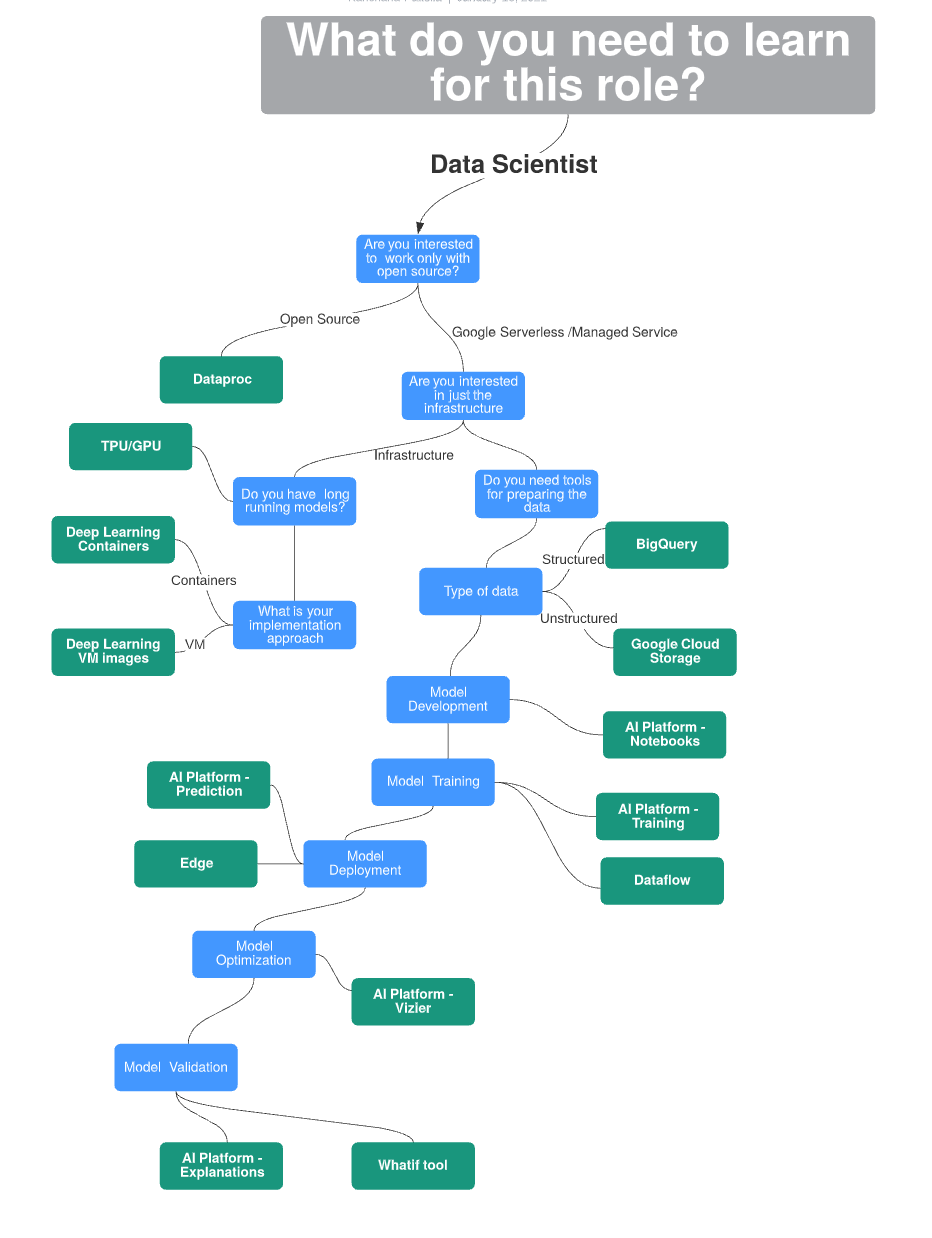 What do you need to learn
for this role?
Data Scientist
Are you interested
to work only with
open source?
Open Source
Google Serverless /Managed Service
Dataproc
Are you interested
in just the
infrastructure
Infrastructure
TPU/GPU
Do you have long
running models?
Do you need tools
for preparing the
data
Deep Learning
Containers
Containers
BigQuery
Structured
Type of data
Unstructured
What is your
implementation
approach
VM
Deep Learning
VM images
Google Cloud
Storage
Model
Development
AI Platform -
Notebooks
Model Training
AI Platform -
Prediction
AI Platform -
Training
Edge
Model
Deployment
Dataflow
Model
Optimization
AI Platform -
Vizier
Model Validation
AI Platform -
Explanations
Whatif tool